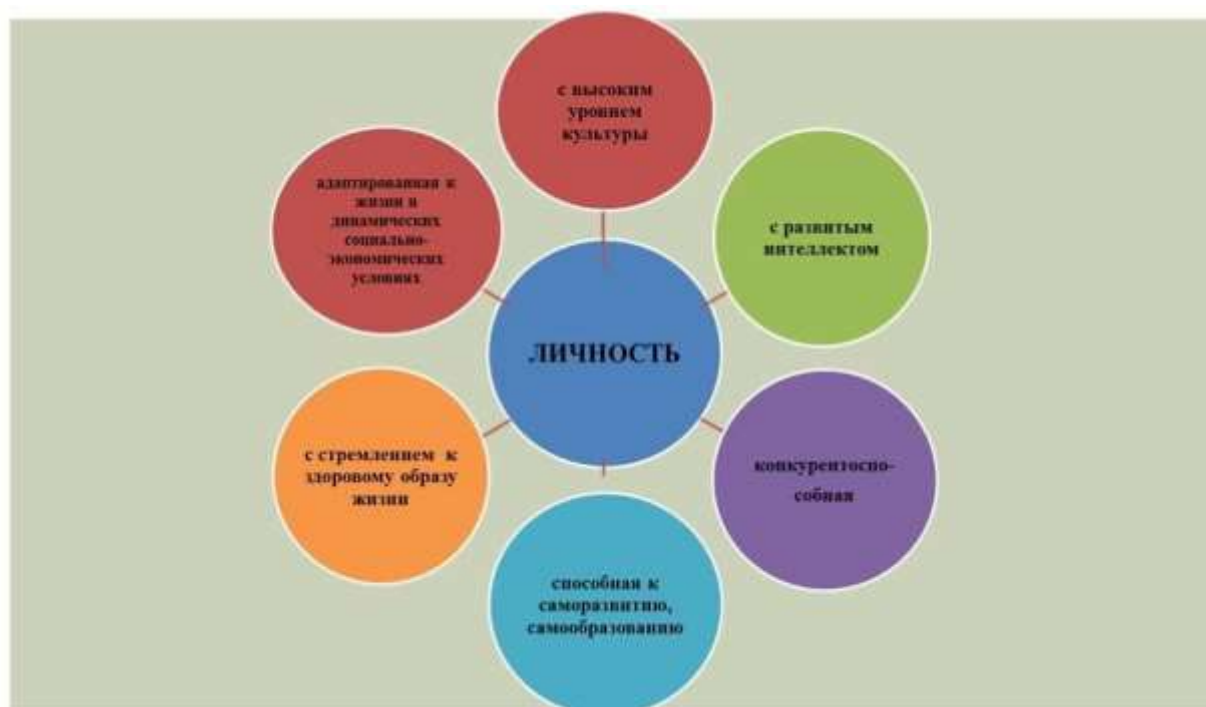 с высоким
уровнем
культуры
с развитым
интеллектом
конкурентоспо-
собная
способная к
саморазвитию,
самообразованию
с стремлением к
здоровому образу
жизни
адаптированная к
жизни в
динамических
социально-
экономических
условиях
ЛИЧНОСТЬ